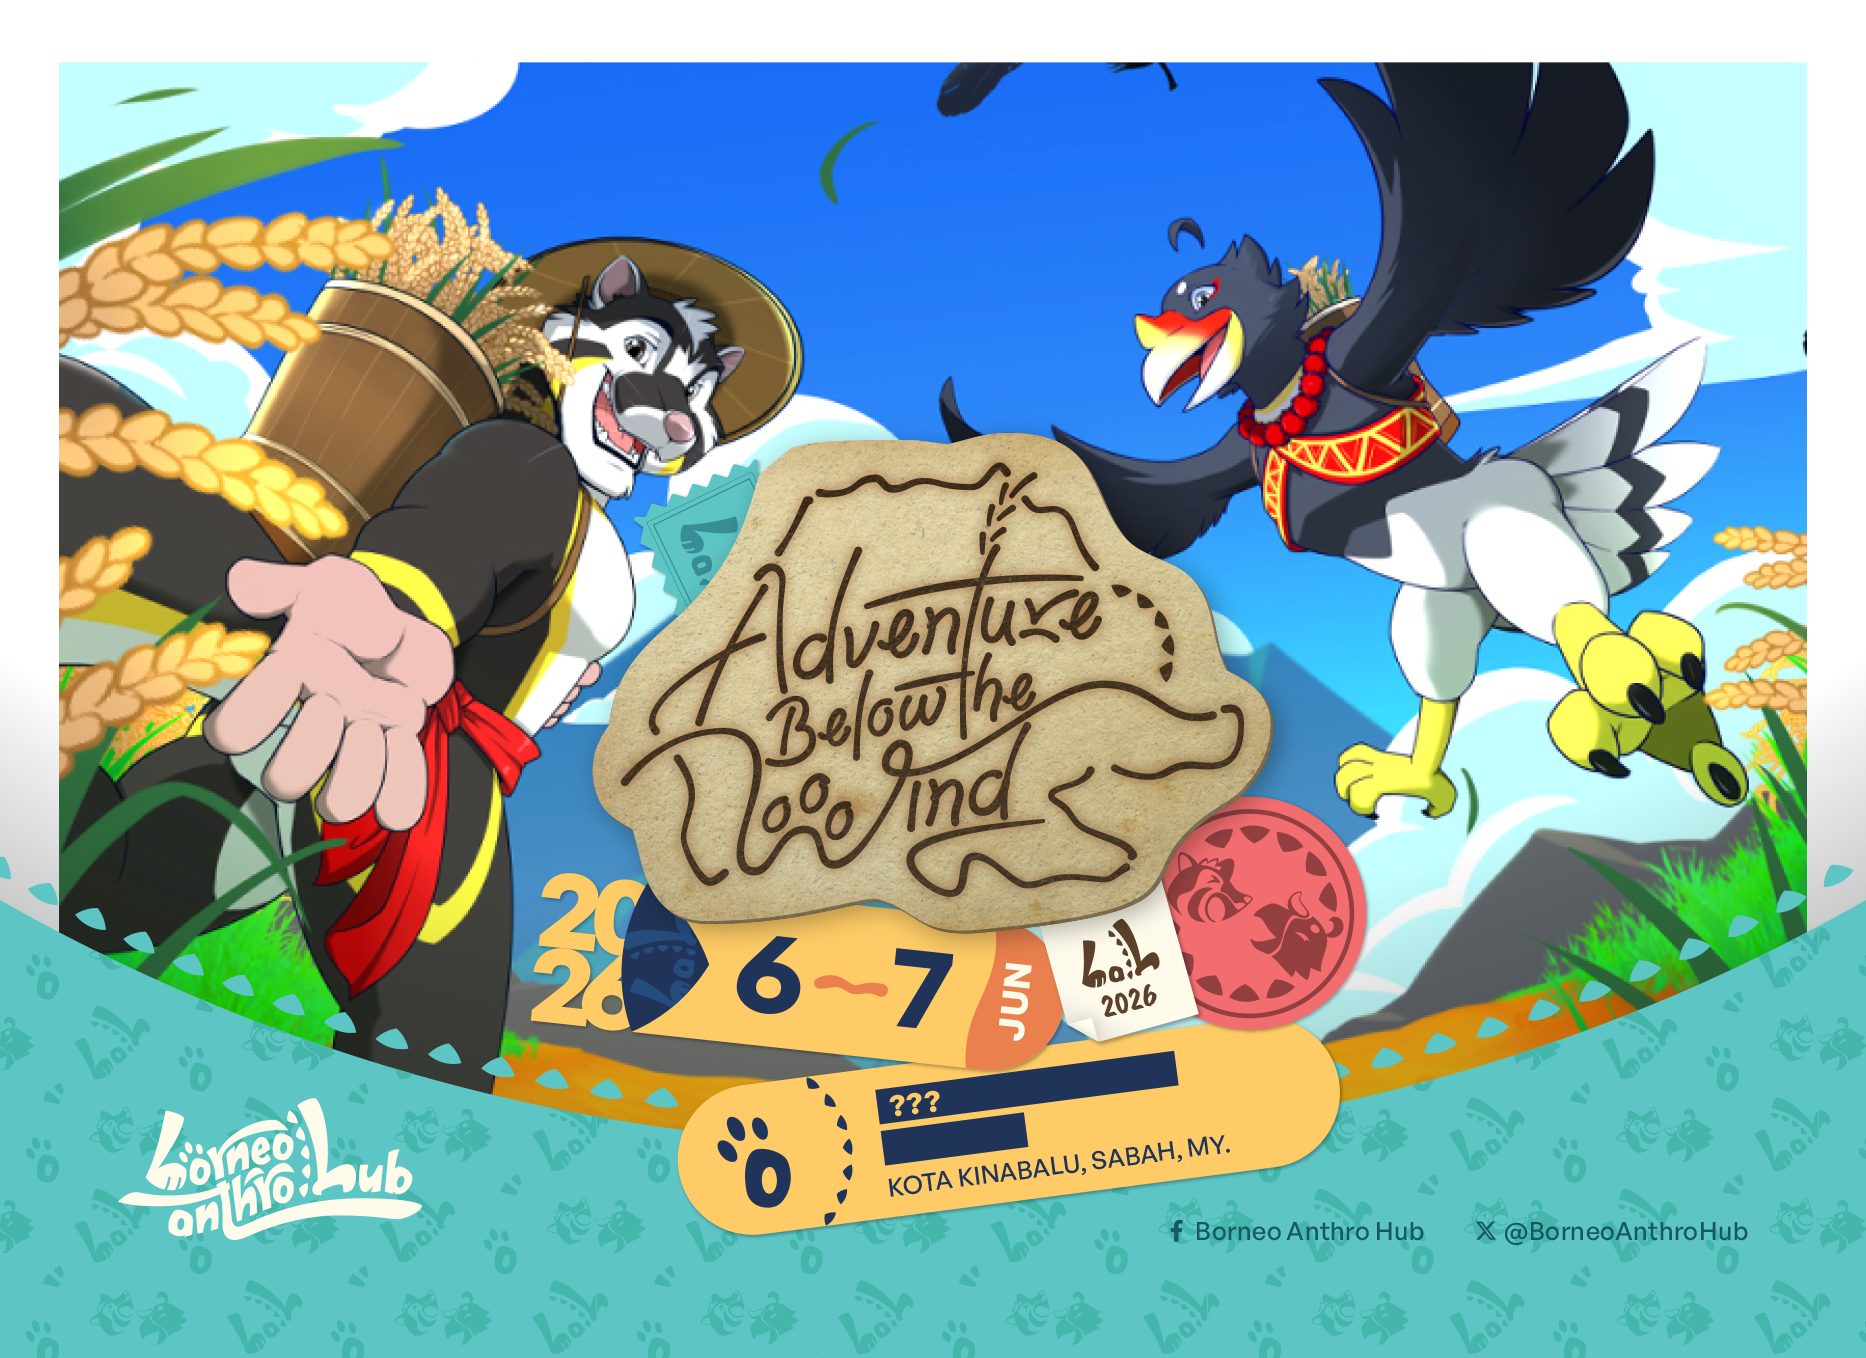 Adventure
Below the
Wind
2026
6~7
JUN
BaH
2026
???
KOTA KINABALU, SABAH, MY.
Borneo
anthro Hub
Borneo Anthro Hub
@BorneoAnthroHub